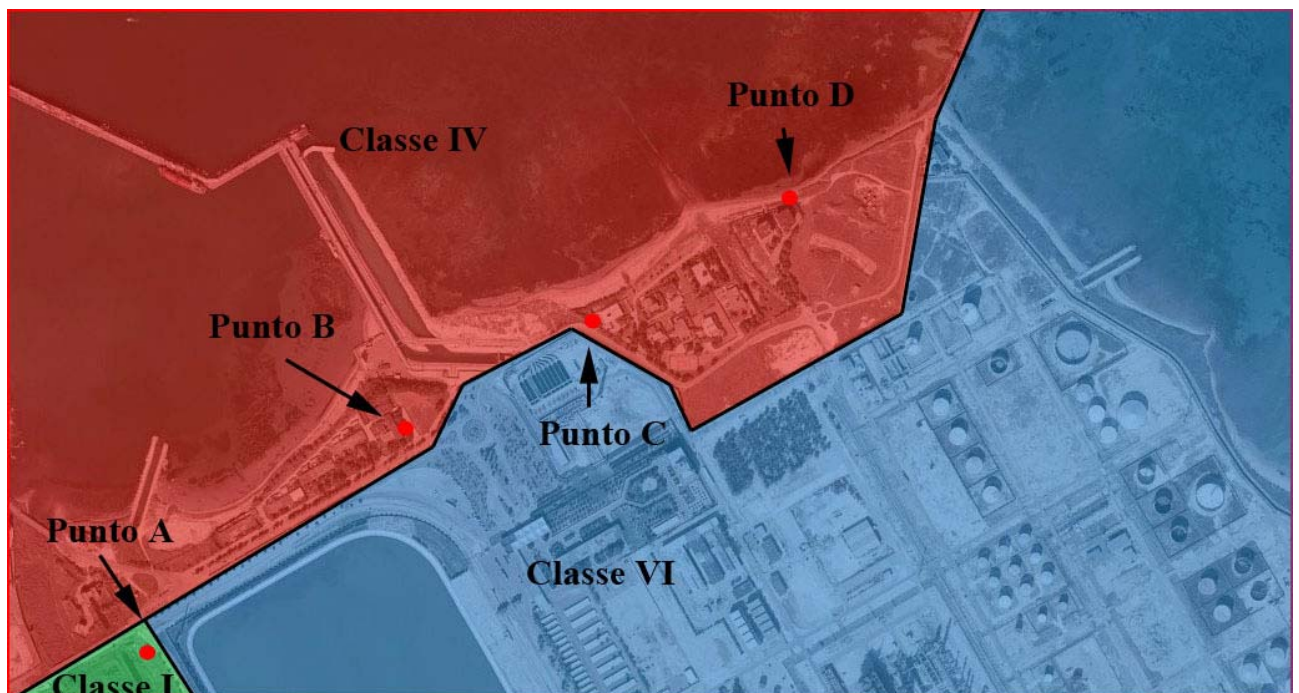 Punto D
Classe IV
Punto B
Punto C
Punto A
Classe VI
Classe I